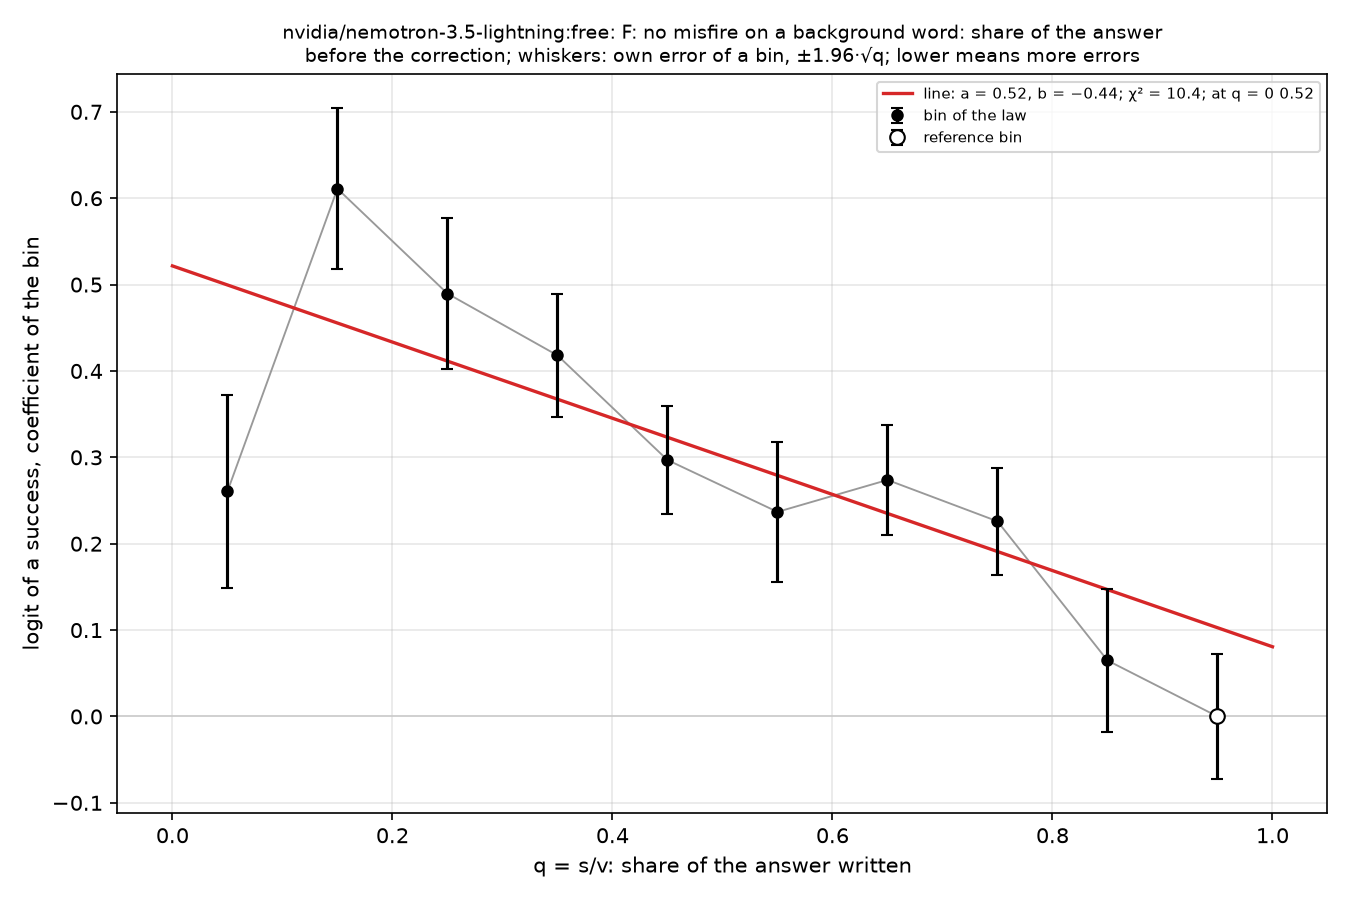 nvidia/nemotron-3.5-lightning:free: F: no misfire on a background word: share of the answer
before the correction; whiskers: own error of a bin, ±1.96·√q; lower means more errors
line: a = 0.52, b = −0.44; χ² = 10.4; at q = 0 0.52
bin of the law
reference bin
logit of a success, coefficient of the bin
0.7
0.6
0.5
0.4
0.3
0.2
0.1
0.0
−0.1
0.0 0.2 0.4 0.6 0.8 1.0
q = s/v: share of the answer written